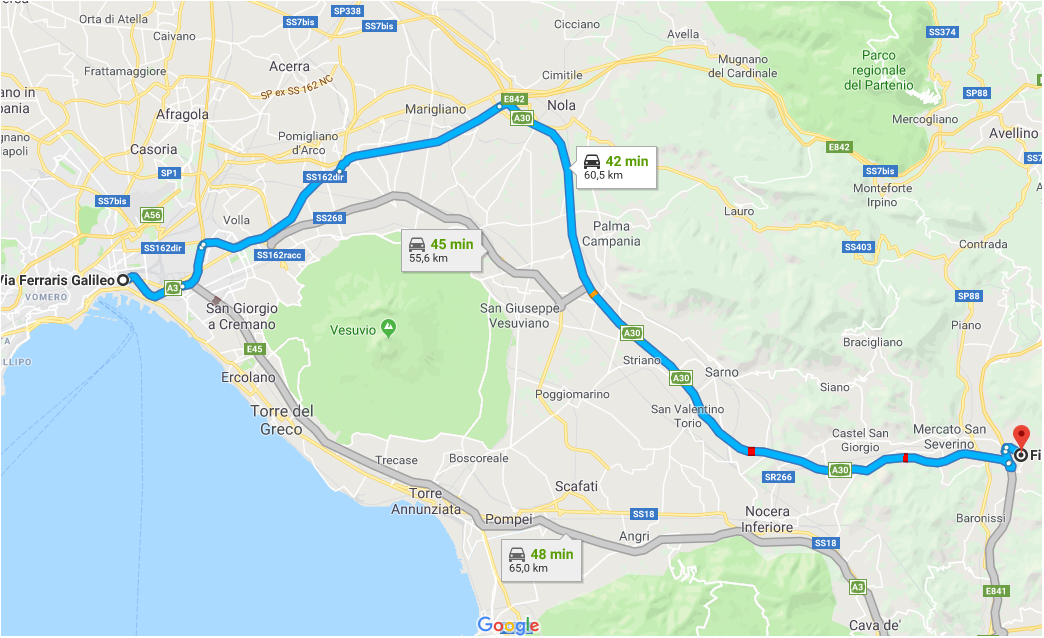 Orta di Atella
SP338
SS7bis
SS7bis
Cicciano
Avella
SS374
Caivano
Mugnano
del Cardinale
Parco
regionale
del Partenio
Frattamaggiore
Acerra
SP ex SS 162 NC
Cimitile
SP88
ano in
pania
Afragola
Marigliano
E842
Nola
A30
Mercogliano
Avellino
gnano
apoli
Casoria
Pomigliano
d'Arco
E842
SS7
SP1
SS162dir
42 min
60,5 km
SS7bis
Monteforte
Irpino
SS7bis
A56
Volla
SS268
Lauro
Palma
Campania
SS162dir
SS162racc
45 min
55,6 km
SS403
Contrada
Via Ferraris Galileo
A3
VOMERO
San Giorgio
a Cremano
San Giuseppe
Vesuviano
SP88
Vesuvio
A30
Piano
Bracigliano
E45
LLIPO
Striano
Sarno
Ercolano
A30
Siano
Poggiomarino
San Valentino
Torio
Torre del
Greco
Castel San
Giorgio
Mercato San
Severino
Fi
Trecase
Boscoreale
A30
SR266
Torre
Annunziata
Scafati
Pompei
SS18
Nocera
Inferiore
Baronissi
Angri
SS18
48 min
65,0 km
A3
E841
Cava de'
Google